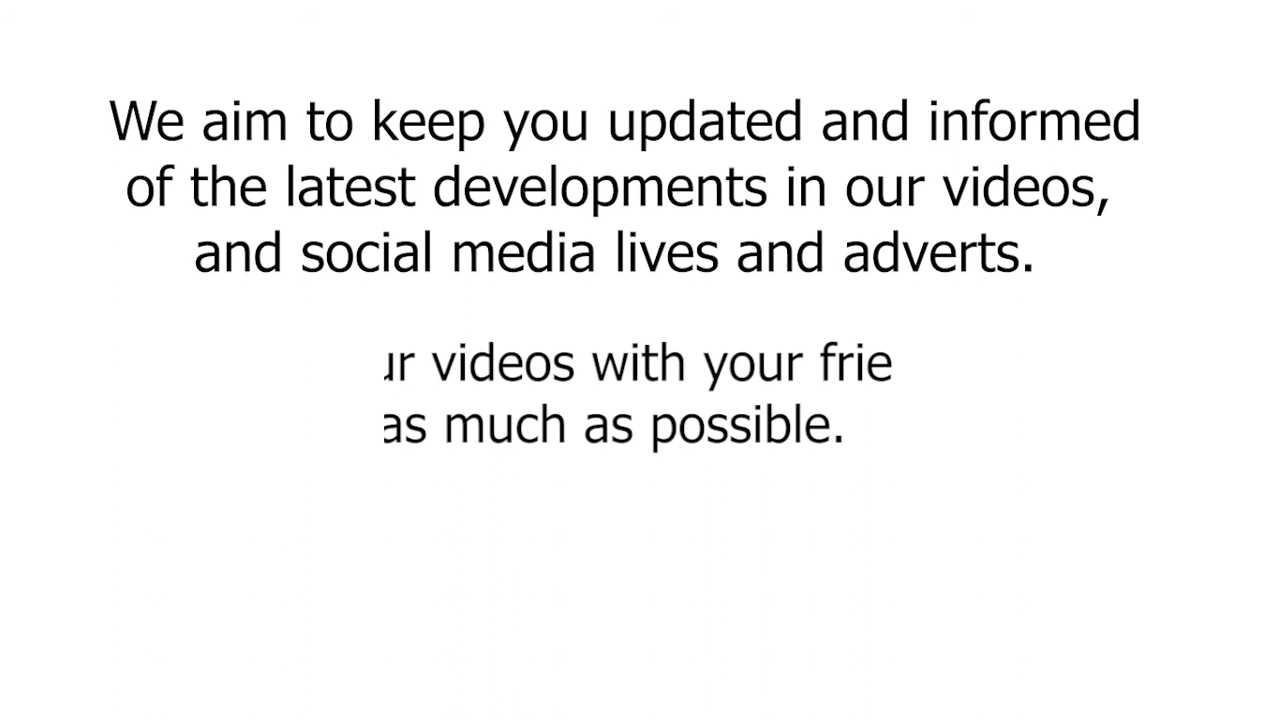 We aim to keep you updated and informed
of the latest developments in our videos,
and social media lives and adverts.
videos with your
as much as possible.